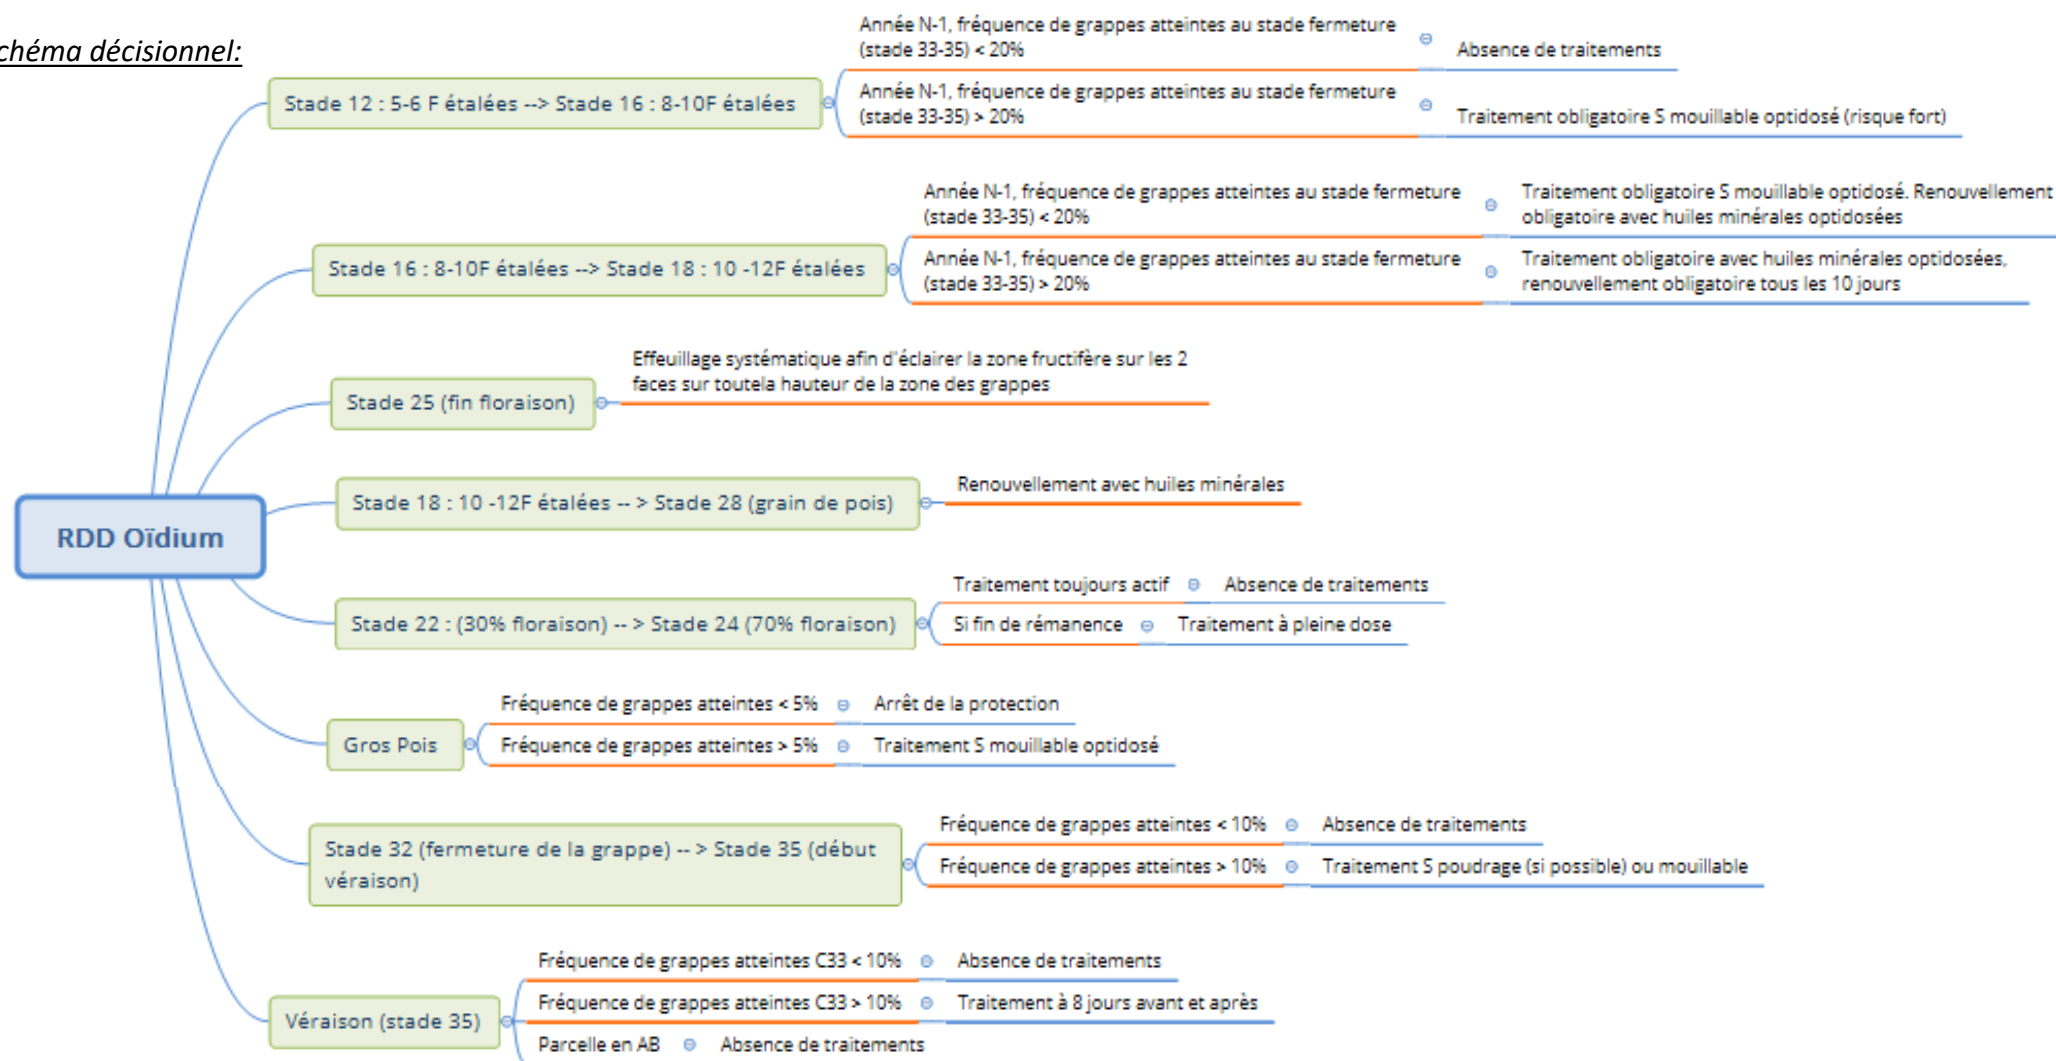 chéma décisionnel:
Année N-1, fréquence de grappes atteintes au stade fermeture
(stade 33-35) < 20%
Absence de traitements
Stade 12 : 5-6 F étalées --> Stade 16 : 8-10F étalées
Année N-1, fréquence de grappes atteintes au stade fermeture
(stade 33-35) > 20%
Traitement obligatoire S mouillable optidosé (risque fort)
Année N-1, fréquence de grappes atteintes au stade fermeture
(stade 33-35) < 20%
Traitement obligatoire S mouillable optidosé. Renouvellement
obligatoire avec huiles minérales optidosées
Stade 16 : 8-10F étalées --> Stade 18 : 10 -12F étalées
Année N-1, fréquence de grappes atteintes au stade fermeture
(stade 33-35) > 20%
Traitement obligatoire avec huiles minérales optidosées,
renouvellement obligatoire tous les 10 jours
Stade 25 (fin floraison)
Effeuillage systématique afin d'éclairer la zone fructifère sur les 2
faces sur toutela hauteur de la zone des grappes
Stade 18 : 10 -12F étalées -- > Stade 28 (grain de pois)
Renouvellement avec huiles minérales
RDD Oïdium
Stade 22 : (30% floraison) -- > Stade 24 (70% floraison)
Traitement toujours actif
Absence de traitements
Si fin de rémanence
Traitement à pleine dose
Gros Pois
Fréquence de grappes atteintes < 5%
Arrêt de la protection
Fréquence de grappes atteintes > 5%
Traitement S mouillable optidosé
Stade 32 (fermeture de la grappe) -- > Stade 35 (début
véraison)
Fréquence de grappes atteintes < 10%
Absence de traitements
Fréquence de grappes atteintes > 10%
Traitement S poudrage (si possible) ou mouillable
Véraison (stade 35)
Fréquence de grappes atteintes C33 < 10%
Absence de traitements
Fréquence de grappes atteintes C33 > 10%
Traitement à 8 jours avant et après
Parcelle en AB
Absence de traitements